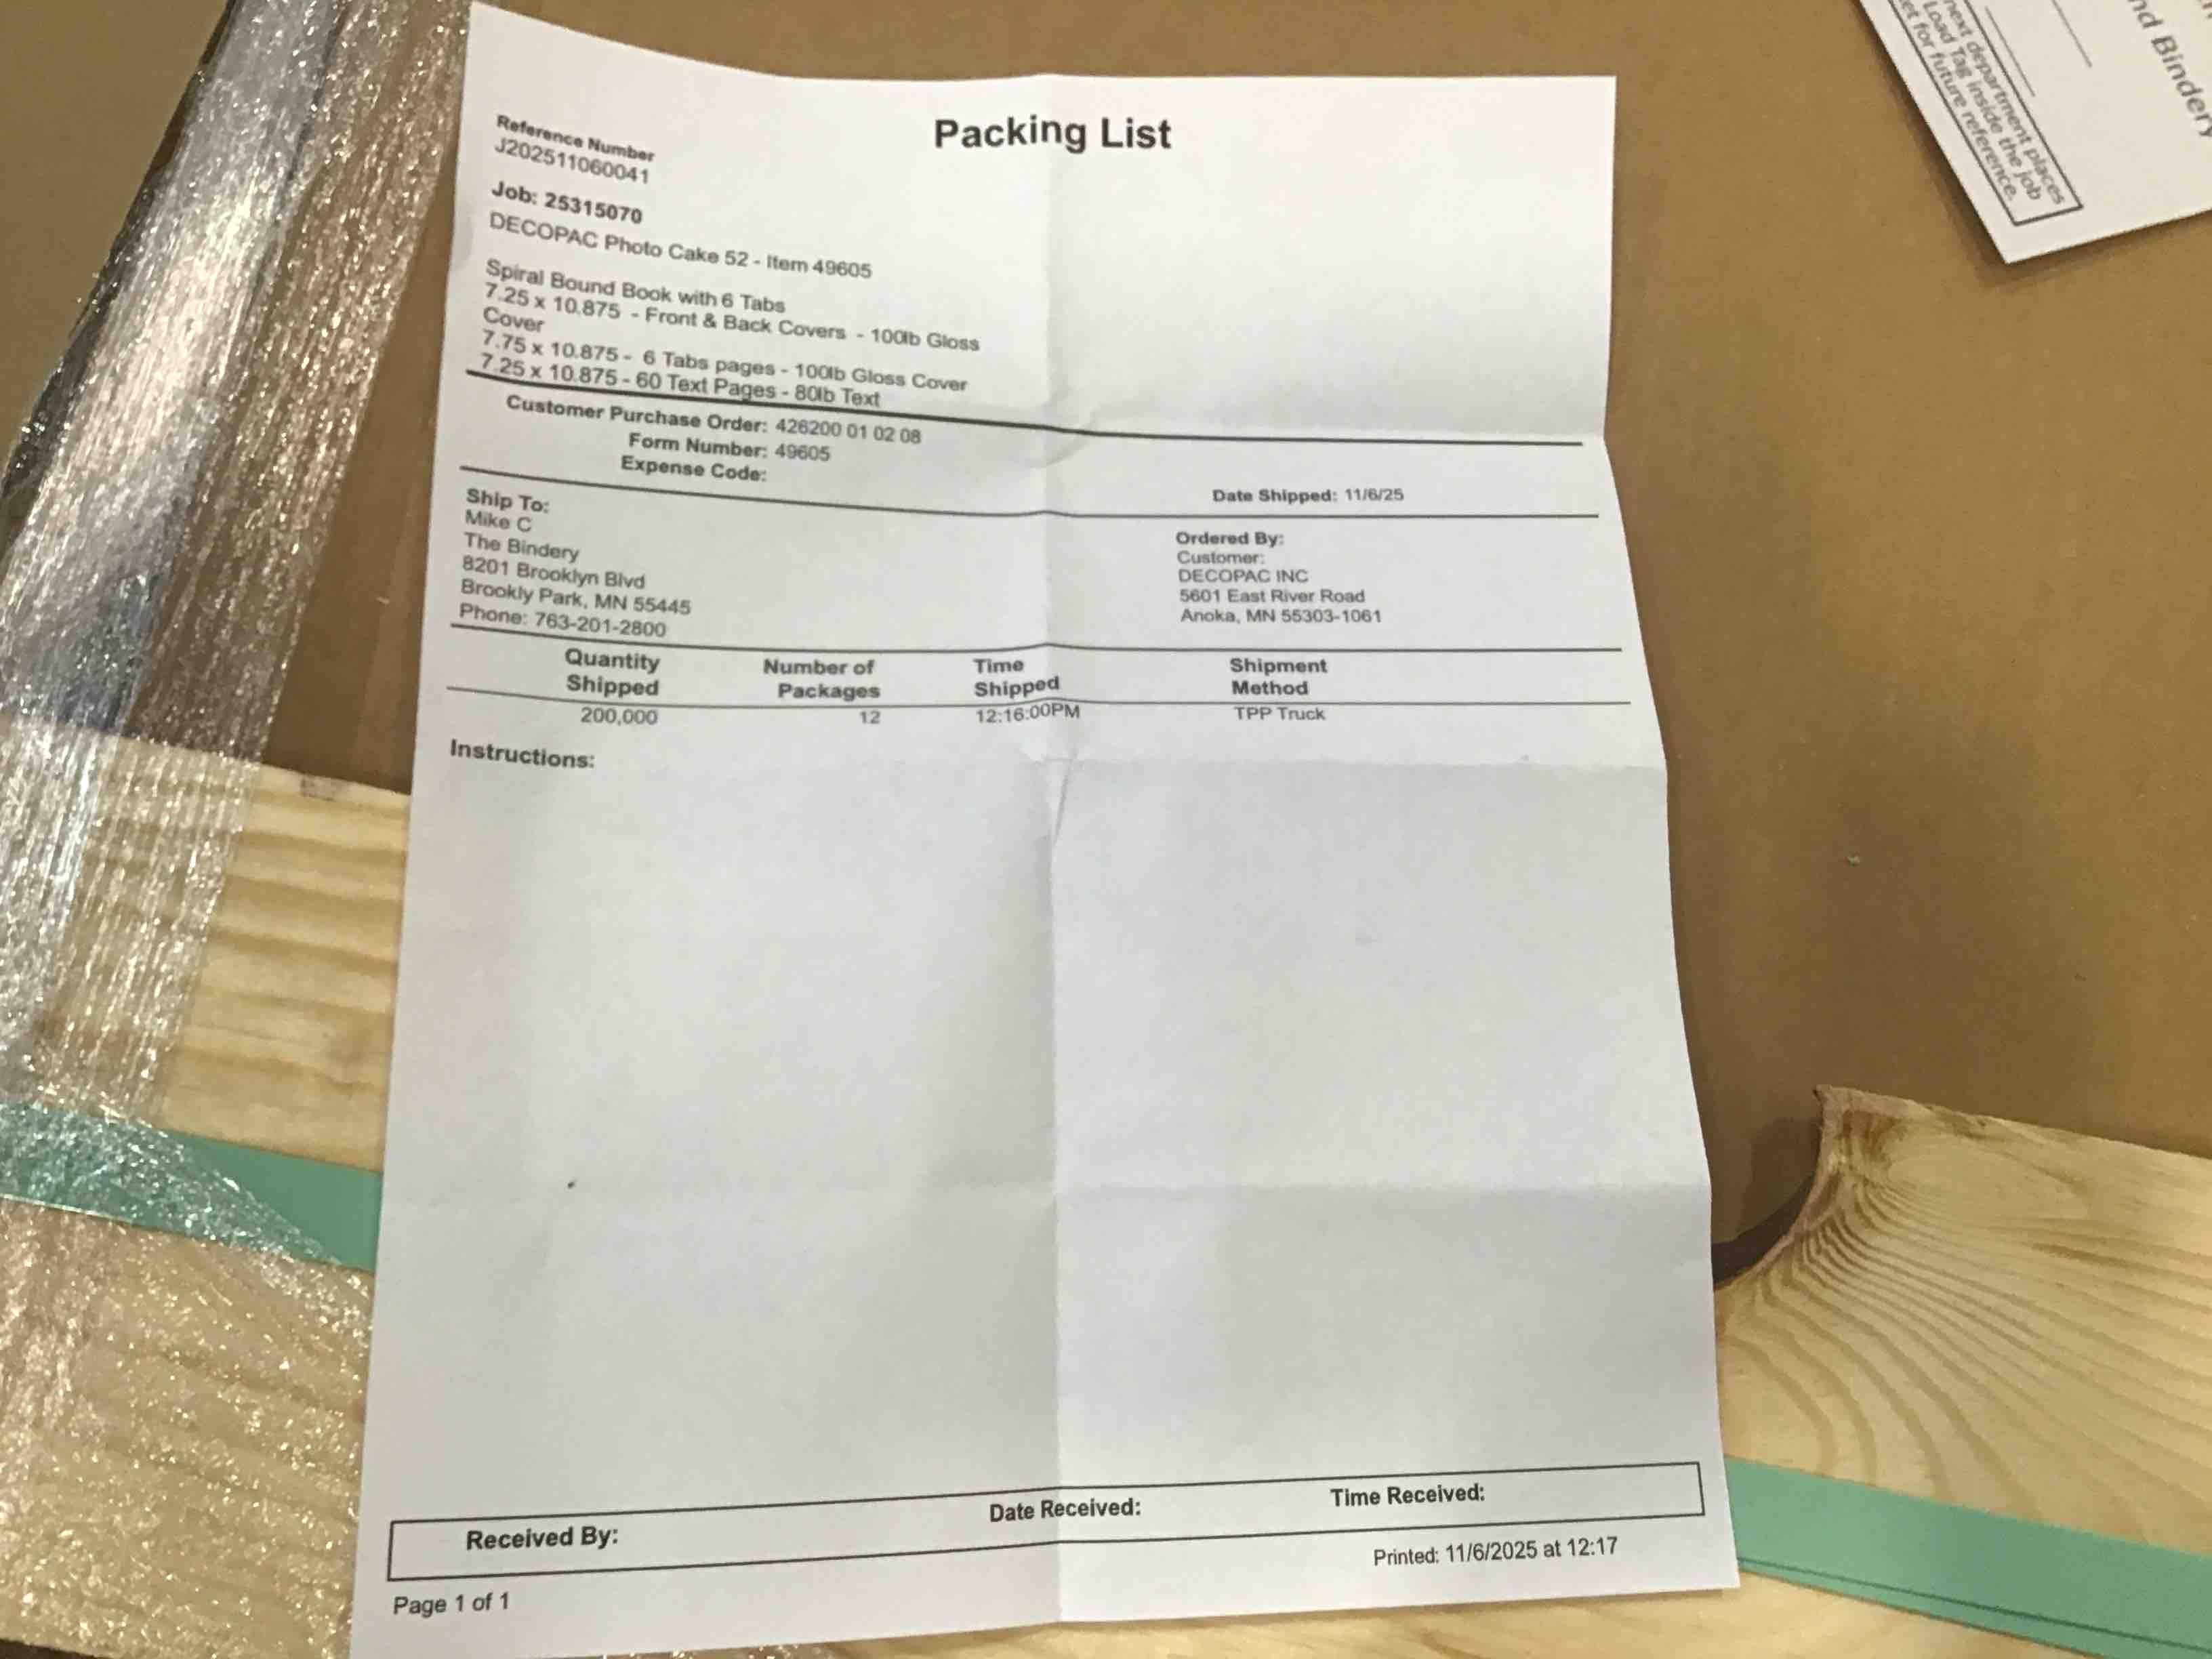 Packing List
Reference Number
J202511060041
Job: 25315070
DECOPAC Photo Cake 52 - Item 49605
Spiral Bound Book with 6 Tabs
7.25 x 10.875 - Front & Back Covers - 100lb Gloss
Cover
7.75 x 10.875 - 6 Tabs pages - 100lb Gloss Cover
7.25 x 10.875 - 60 Text Pages - 80lb Text
Customer Purchase Order: 426200 01 02 08
Form Number: 49605
Expense Code:
Date Shipped: 11/6/25
Ship To:
Mike C
The Bindery
8201 Brooklyn Blvd
Brookly Park, MN 55445
Phone: 763-201-2800
Ordered By:
Customer:
DECOPAC INC
5601 East River Road
Anoka, MN 55303-1061
Quantity Shipped Number of Packages Time Shipped Shipment Method
200,000 12 12:16:00PM TPP Truck
Instructions:
Received By: Date Received: Time Received:
Printed: 11/6/2025 at 12:17
Page 1 of 1
nd Bindery
next department places
Load Tag inside the job
et for future reference.